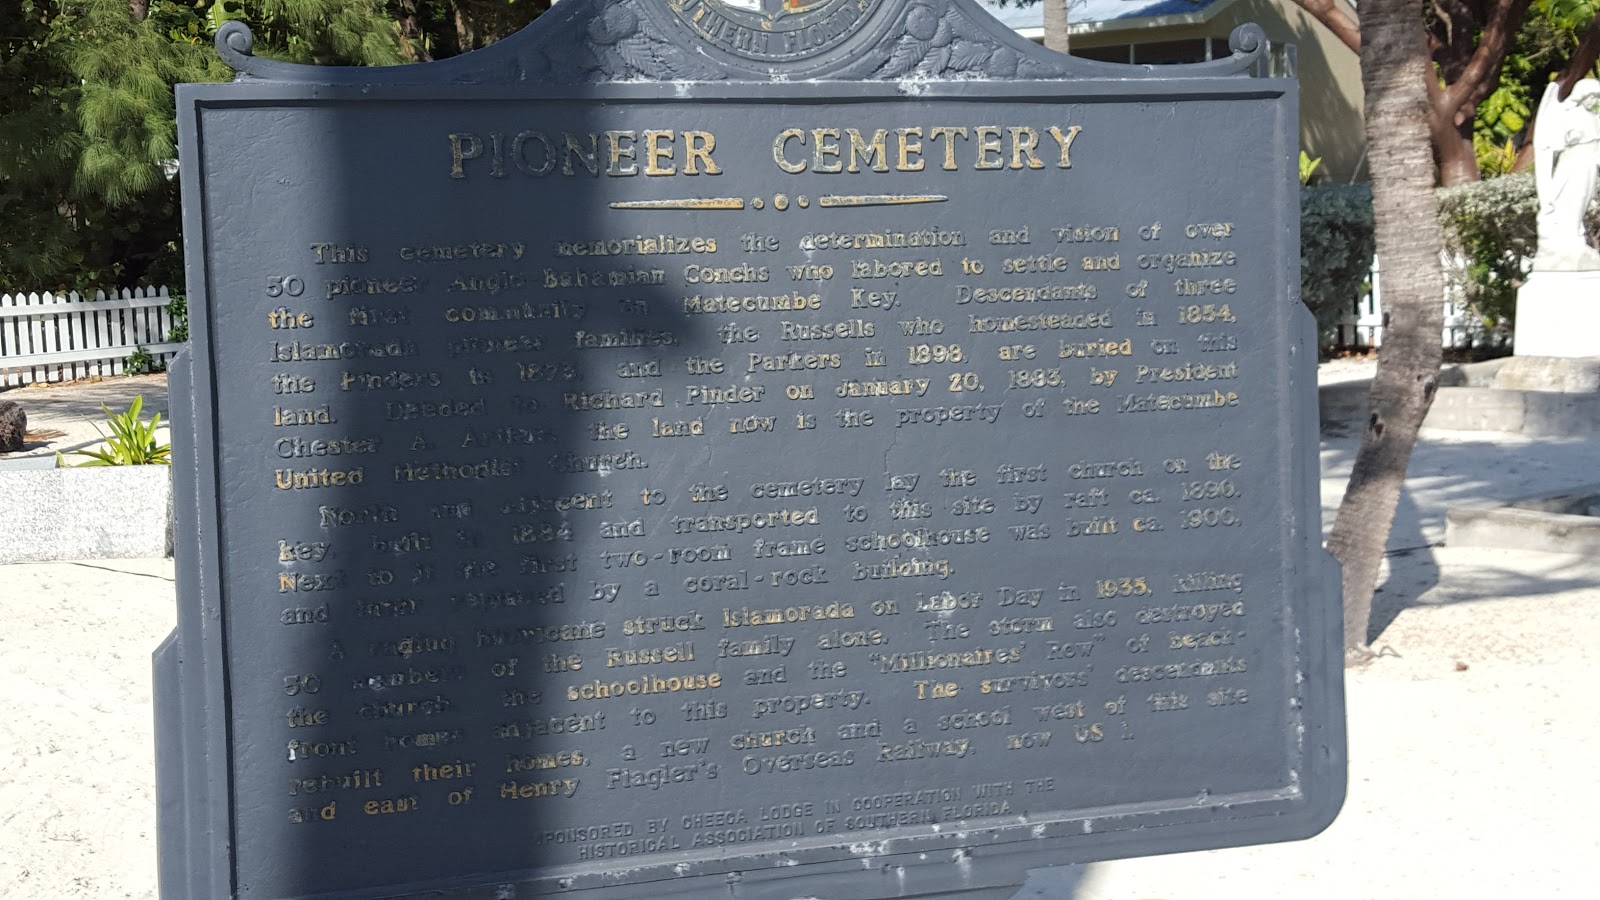 THERN FLORIDA
PIONEER CEMETERY
This cemetery memorializes the determination and vision of over
50 pioneer Anglo-Bahamian Conchs who labored to settle and organize
the first community on Matecumbe Key. Descendants of three
Islamorada pioneer families, the Russells who homesteaded in 1854,
the Pinders in 1873, and the Parkers in 1898, are buried on this
land. Deeded to Richard Pinder on January 20, 1883, by President
Chester A. Arthur, the land now is the property of the Matecumbe
United Methodist Church.
North and adjacent to the cemetery lay the first church on the
key, built in 1884 and transported to this site by raft ca. 1890.
Next to it the first two-room frame schoolhouse was built ca. 1900,
and later replaced by a coral-rock building.
A raging hurricane struck Islamorada on Labor Day in 1935, killing
50 members of the Russell family alone. The storm also destroyed
the church, the schoolhouse and the "Millionaires' Row" of beach-
front homes adjacent to this property. The survivors' descendants
rebuilt their homes, a new church and a school west of this site
and east of Henry Flagler's Overseas Railway, now US 1.
SPONSORED BY CHEECA LODGE IN COOPERATION WITH THE
HISTORICAL ASSOCIATION OF SOUTHERN FLORIDA